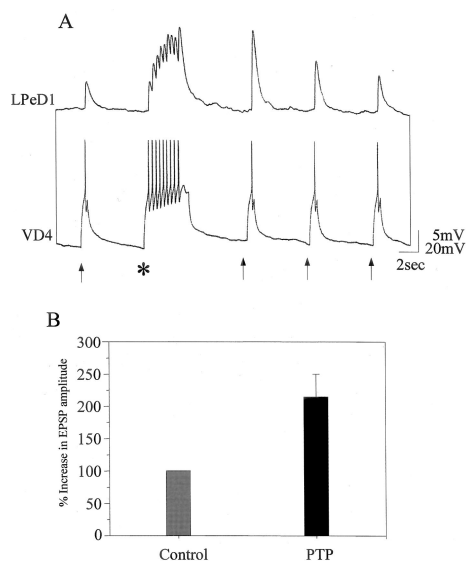 A
LPeD1
VD4
5mV
20mV
*
2sec
B
% Increase in EPSP amplitude
300
250
200
150
100
50
0
Control
PTP